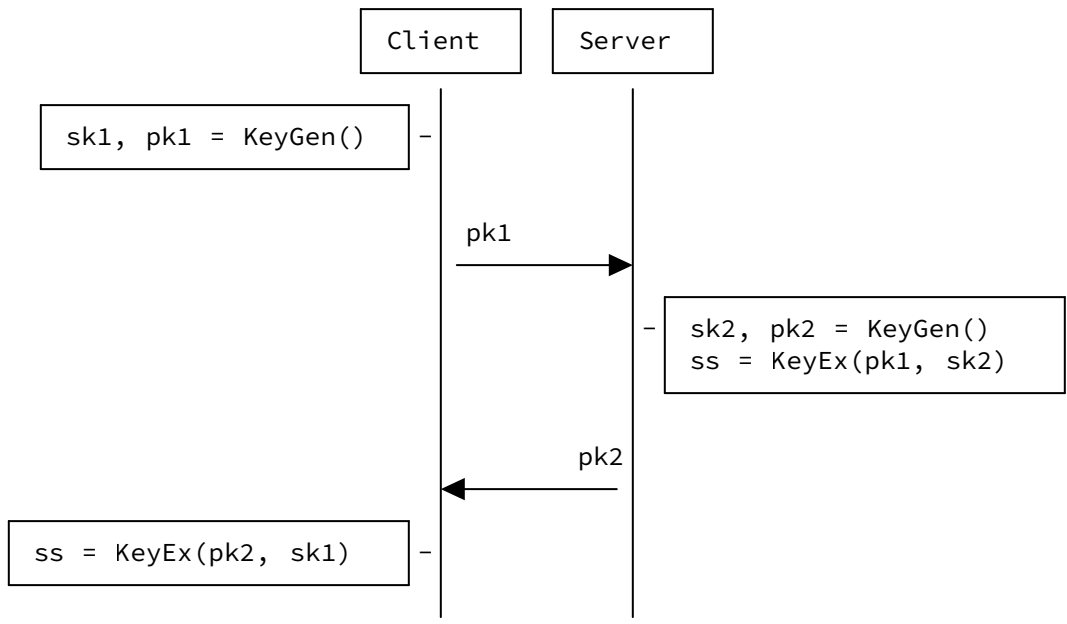 Client
Server
sk1, pk1 = KeyGen()
pk1
sk2, pk2 = KeyGen()
ss = KeyEx(pk1, sk2)
pk2
ss = KeyEx(pk2, sk1)